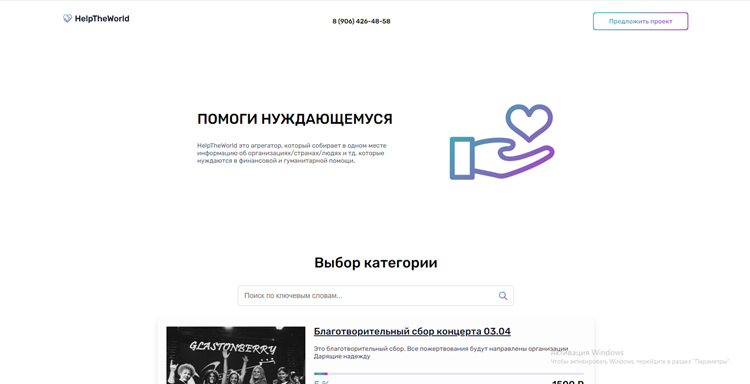 HelpTheWorld
8 (906) 426-48-58
Предложить проект
ПОМОГИ НУЖДАЮЩЕМУСЯ
HelpTheWorld это агрегатор, который собирает в одном месте
информацию об организациях/странах/людях и тд, которые
нуждаются в финансовой и гуманитарной помощи.
Выбор категории
Поиск по ключевым словам...
GLASTONBERRY
Благотворительный сбор концерта 03.04
Это благотворительный сбор. Все пожертвования будут направлены организации
Дарящие надежду
5 %
1500 ₽
Активация Windows
Чтобы активировать Windows, перейдите в раздел "Параметры".